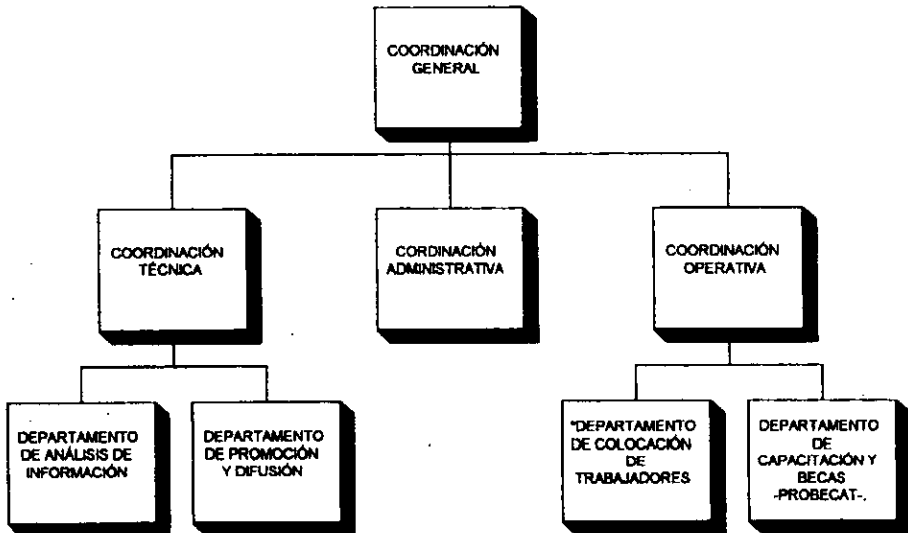 COORDINACIÓN
GENERAL
COORDINACIÓN
TÉCNICA
CORDINACIÓN
ADMINISTRATIVA
COORDINACIÓN
OPERATIVA
DEPARTAMENTO
DE ANÁLISIS DE
INFORMACIÓN
DEPARTAMENTO
DE PROMOCIÓN
Y DIFUSIÓN
*DEPARTAMENTO
DE COLOCACIÓN
DE
TRABAJADORES
DEPARTAMENTO
DE
CAPACITACIÓN Y
BECAS
-PROBECAT-.